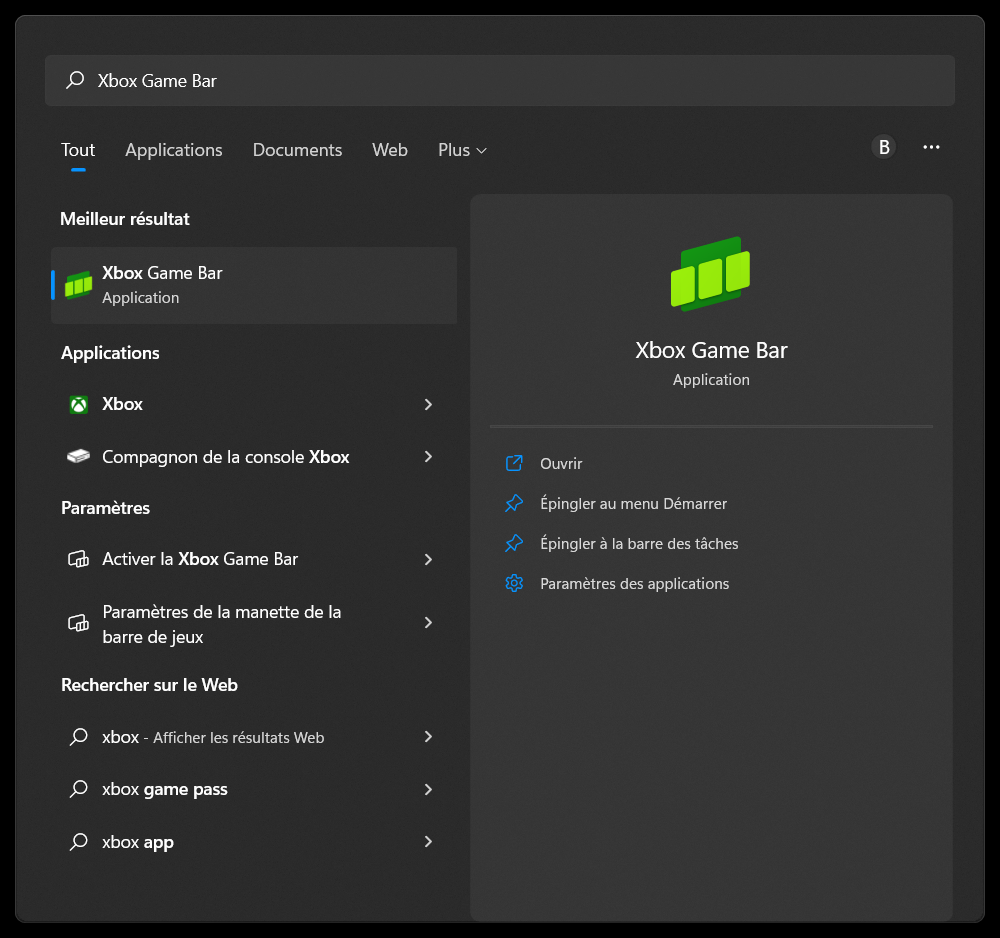 Xbox Game Bar
Tout Applications Documents Web Plus B
Meilleur résultat
Xbox Game Bar
Application
Applications
Xbox
Compagnon de la console Xbox
Paramètres
Activer la Xbox Game Bar
Paramètres de la manette de la
barre de jeux
Rechercher sur le Web
xbox - Afficher les résultats Web
xbox game pass
xbox app
Xbox Game Bar
Application
Ouvrir
Épingler au menu Démarrer
Épingler à la barre des tâches
Paramètres des applications